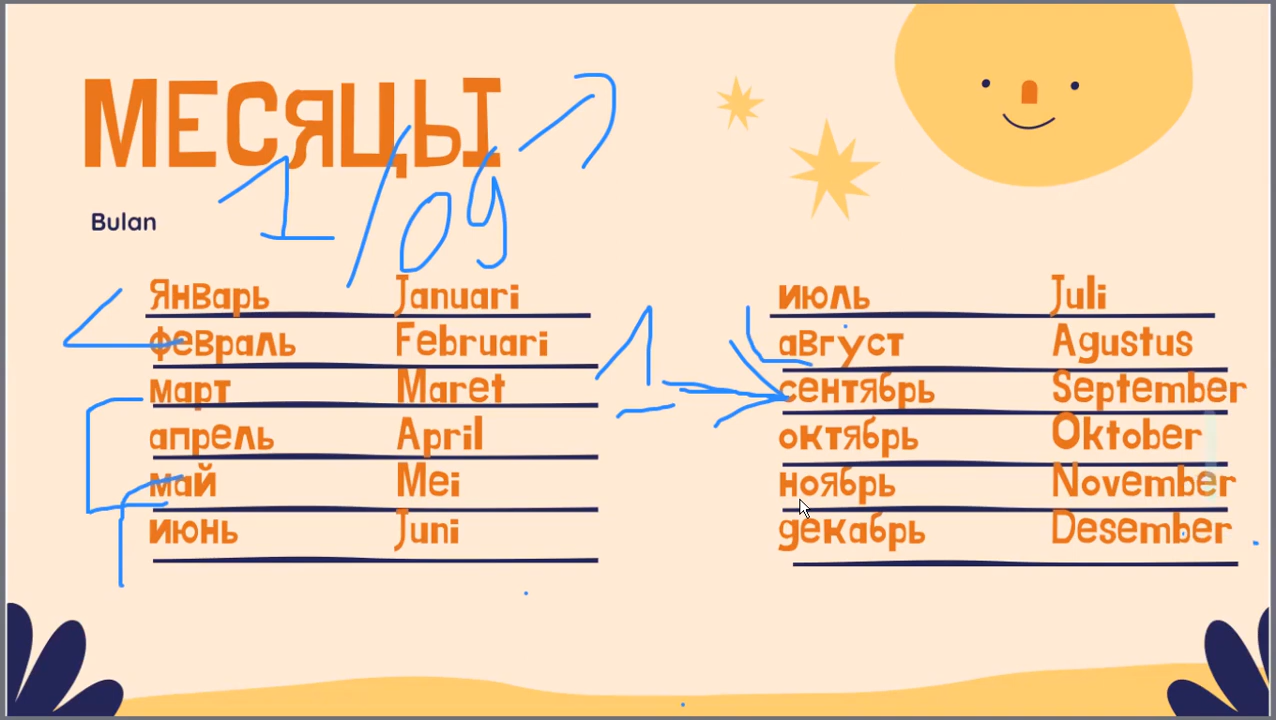 МЕСЯЦЫ
1/09
Bulan
Январь Januari
февраль Februari
март Maret
апрель April
май Mei
июнь Juni
1
июль Juli
август Agustus
сентябрь September
октябрь Oktober
ноябрь November
декабрь Desember